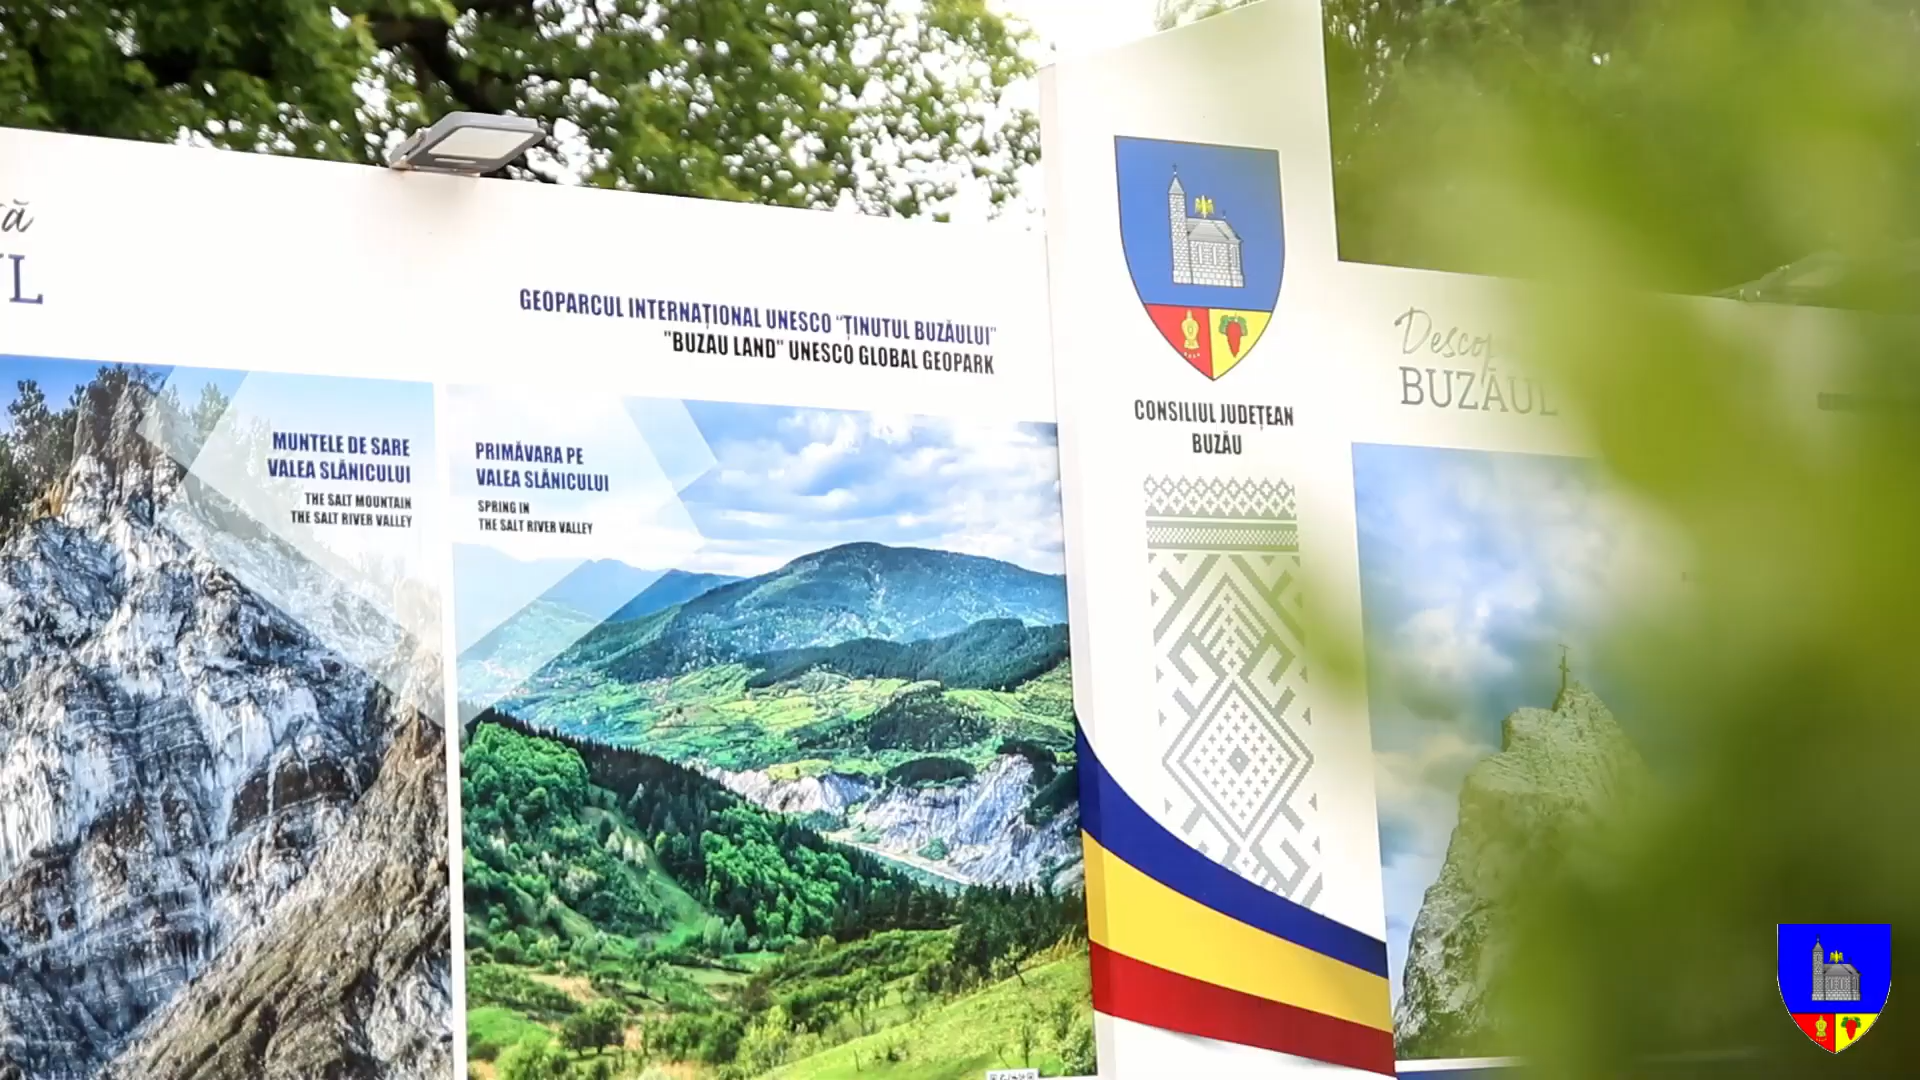 GEOPARCUL INTERNAȚIONAL UNESCO "ȚINUTUL BUZĂULUI"
"BUZAU LAND" UNESCO GLOBAL GEOPARK
MUNTELE DE SARE
VALEA SLĂNICULUI
THE SALT MOUNTAIN
THE SALT RIVER VALLEY
PRIMĂVARA PE
VALEA SLĂNICULUI
SPRING IN
THE SALT RIVER VALLEY
CONSILIUL JUDEȚEAN
BUZĂU
BUZĂUL